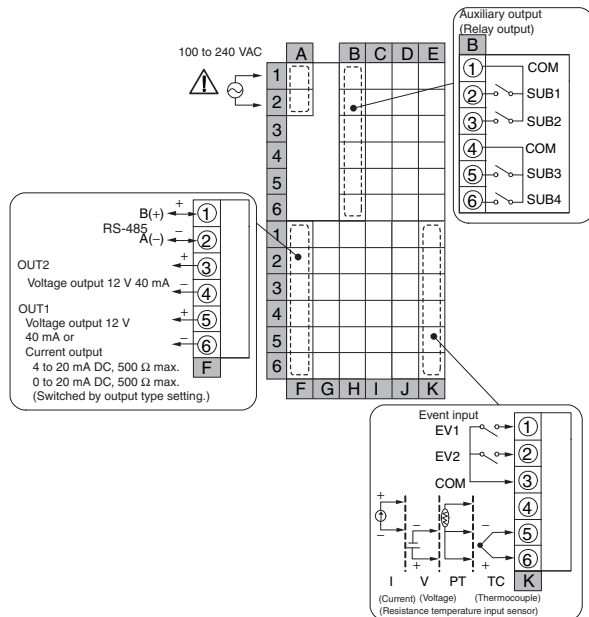 100 to 240 VAC
A B C D E
1
2
3
4
5
6
1
2
3
4
5
6
F G H I J K
Auxiliary output
(Relay output)
B
1 COM
2 SUB1
3 SUB2
4 COM
5 SUB3
6 SUB4
B(+) + 1
RS-485
A(−) − 2
OUT2 + 3
Voltage output 12 V 40 mA − 4
OUT1 + 5
Voltage output 12 V
40 mA or − 6
Current output
4 to 20 mA DC, 500 Ω max. F
0 to 20 mA DC, 500 Ω max.
(Switched by output type setting.)
Event input
EV1 1
EV2 2
COM 3
4
+ − − 5
− + + 6
I V PT TC K
(Current) (Voltage) (Thermocouple)
(Resistance temperature input sensor)